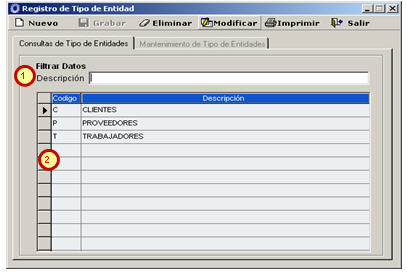 Registro de Tipo de Entidad
Nuevo Grabar Eliminar Modificar Imprimir Salir
Consultas de Tipo de Entidades Mantenimiento de Tipo de Entidades
Filtrar Datos
1 Descripción
Codigo Descripción
C CLIENTES
P PROVEEDORES
T TRABAJADORES
2